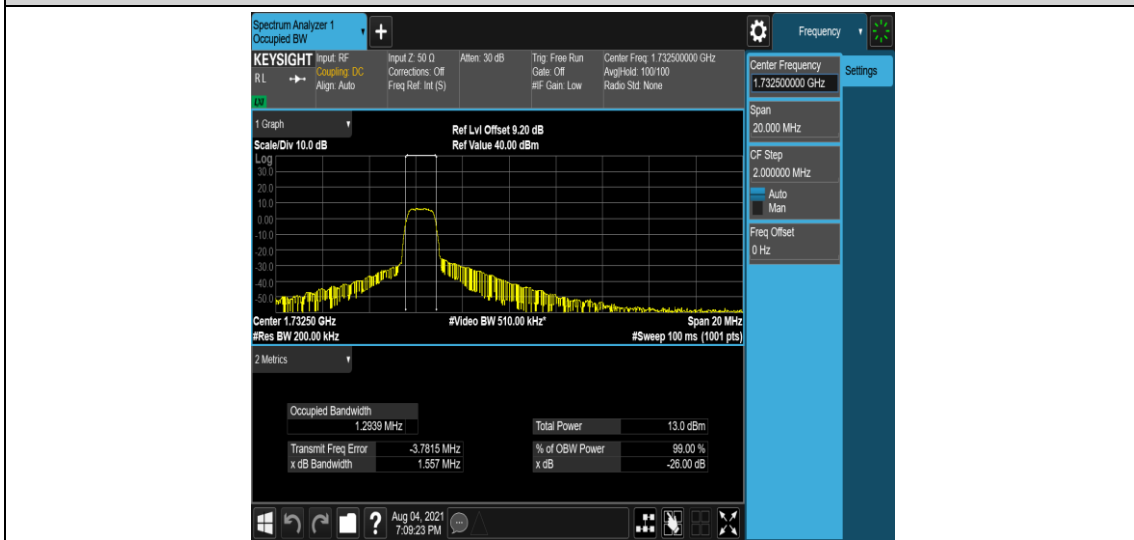 Spectrum Analyzer 1
Occupied BW
+
Frequency
KEYSIGHT Input: RF Input Z: 50 Ω Atten: 30 dB Trig: Free Run Center Freq: 1.732500000 GHz
RL Coupling: DC Corrections: Off Gate: Off Avg|Hold: 100/100
Align: Auto Freq Ref: Int (S) #IF Gain: Low Radio Std: None
Center Frequency
1.732500000 GHz
Settings
Span
20.000 MHz
CF Step
2.000000 MHz
Auto
Man
Freq Offset
0 Hz
1 Graph
Ref Lvl Offset 9.20 dB
Scale/Div 10.0 dB Ref Value 40.00 dBm
Log
30.0
20.0
10.0
0.00
-10.0
-20.0
-30.0
-40.0
-50.0
Center 1.73250 GHz #Video BW 510.00 kHz* Span 20 MHz
#Res BW 200.00 kHz #Sweep 100 ms (1001 pts)
2 Metrics
Occupied Bandwidth
1.2939 MHz
Total Power 13.0 dBm
Transmit Freq Error -3.7815 MHz % of OBW Power 99.00 %
x dB Bandwidth 1.557 MHz x dB -26.00 dB
? Aug 04, 2021
7:09:23 PM